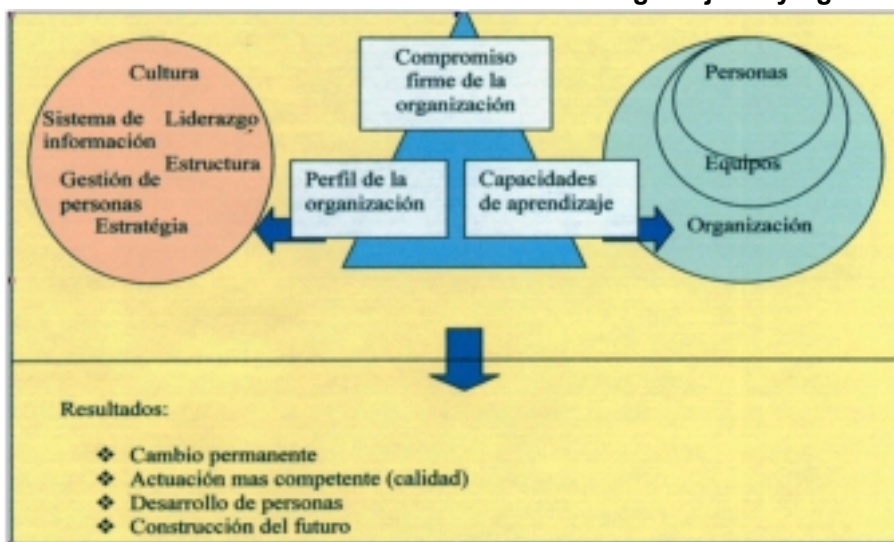 Cultura
Sistema de Liderazgo
información
Estructura
Gestión de
personas
Estratégia
Compromiso
firme de la
organización
Perfil de la
organización
Capacidades
de aprendizaje
Personas
Equipos
Organización
Resultados:
❖ Cambio permanente
❖ Actuación mas competente (calidad)
❖ Desarrollo de personas
❖ Construcción del futuro